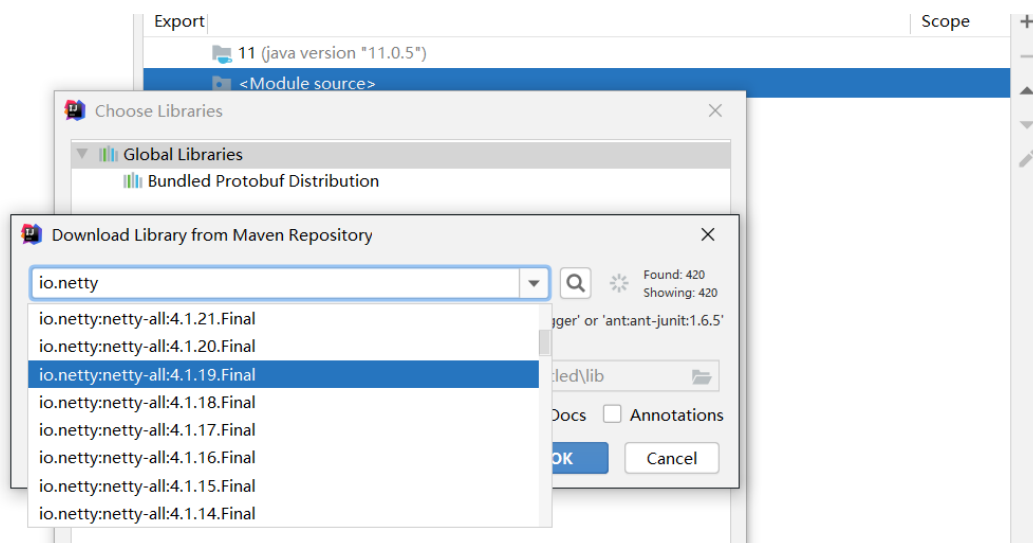 Export Scope
11 (java version "11.0.5")
<Module source>
Choose Libraries
Global Libraries
Bundled Protobuf Distribution
Download Library from Maven Repository
io.netty
Found: 420
Showing: 420
io.netty:netty-all:4.1.21.Final
or 'ant:ant-junit:1.6.5'
io.netty:netty-all:4.1.20.Final
io.netty:netty-all:4.1.19.Final
\lib
io.netty:netty-all:4.1.18.Final
Docs Annotations
io.netty:netty-all:4.1.17.Final
io.netty:netty-all:4.1.16.Final
OK Cancel
io.netty:netty-all:4.1.15.Final
io.netty:netty-all:4.1.14.Final